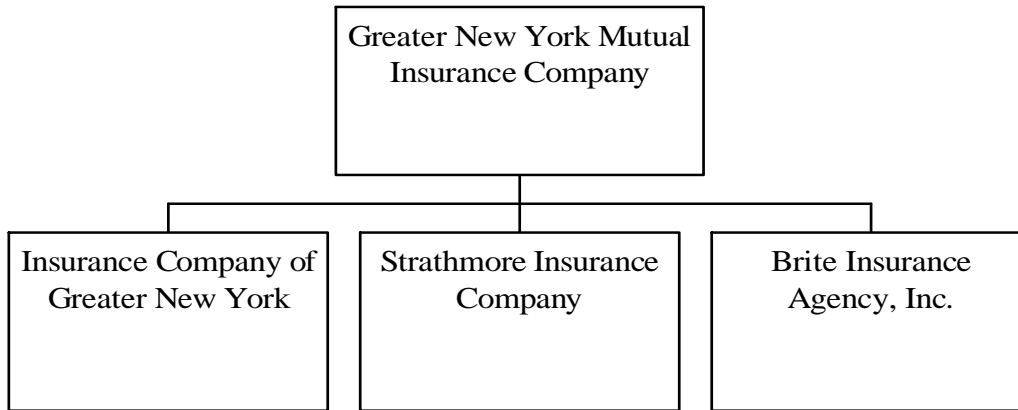 Greater New York Mutual
Insurance Company
Insurance Company of
Greater New York
Strathmore Insurance
Company
Brite Insurance
Agency, Inc.